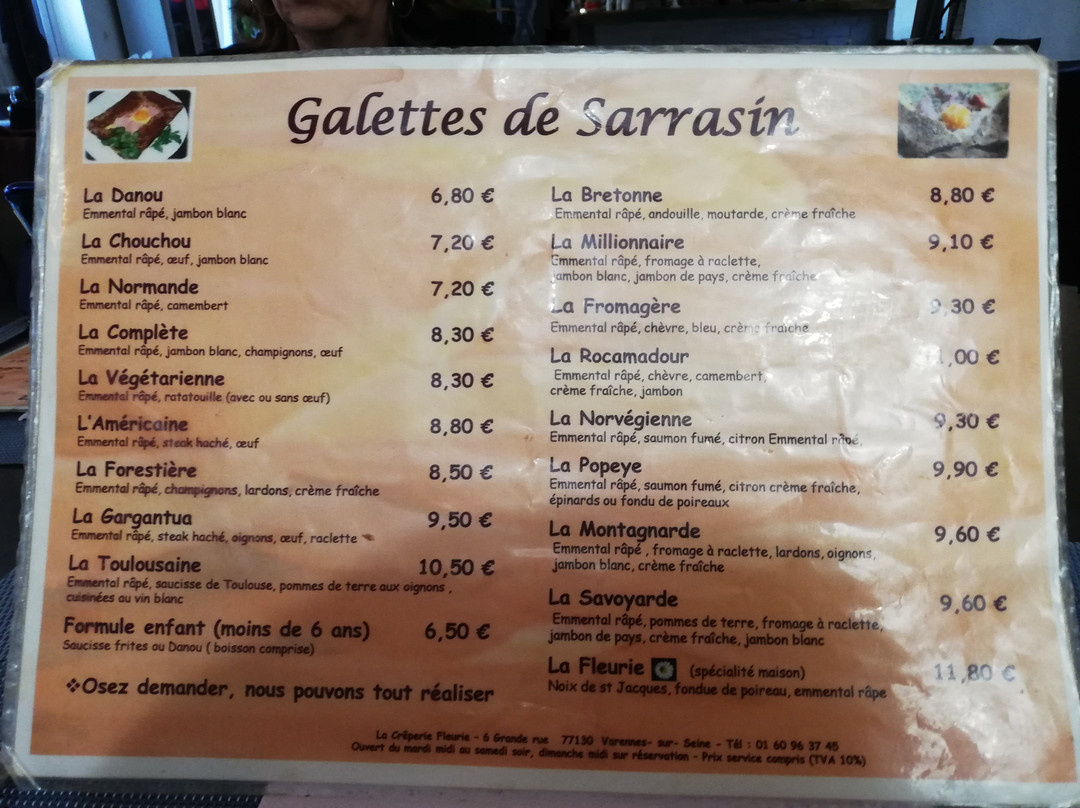 Galettes de Sarrasin
La Danou 6,80 €
Emmental râpé, jambon blanc
La Chouchou 7,20 €
Emmental râpé, œuf, jambon blanc
La Normande 7,20 €
Emmental râpé, camembert
La Complète 8,30 €
Emmental râpé, jambon blanc, champignons, œuf
La Végétarienne 8,30 €
Emmental râpé, ratatouille (avec ou sans œuf)
L'Américaine 8,80 €
Emmental râpé, steak haché, œuf
La Forestière 8,50 €
Emmental râpé, champignons, lardons, crème fraîche
La Gargantua 9,50 €
Emmental râpé, steak haché, oignons, œuf, raclette
La Toulousaine 10,50 €
Emmental râpé, saucisse de Toulouse, pommes de terre aux oignons ,
cuisinées au vin blanc
Formule enfant (moins de 6 ans) 6,50 €
Saucisse frites ou Danou ( boisson comprise)
❖Osez demander, nous pouvons tout réaliser
La Bretonne 8,80 €
Emmental râpé, andouille, moutarde, crème fraîche
La Millionnaire 9,10 €
Emmental râpé, fromage à raclette,
jambon blanc, jambon de pays, crème fraîche
La Fromagère 9,30 €
Emmental râpé, chèvre, bleu, crème fraiche
La Rocamadour €
Emmental râpé, chèvre, camembert,
crème fraîche, jambon
La Norvégienne 9,30 €
Emmental râpé, saumon fumé, citron Emmental râpé,
La Popeye 9,90 €
Emmental râpé, saumon fumé, citron crème fraîche,
épinards ou fondu de poireaux
La Montagnarde 9,60 €
Emmental râpé , fromage à raclette, lardons, oignons,
jambon blanc, crème fraîche
La Savoyarde 9,60 €
Emmental râpé, pommes de terre, fromage à raclette,
jambon de pays, crème fraîche, jambon blanc
La Fleurie (spécialité maison) 11,80 €
Noix de st Jacques, fondue de poireau, emmental râpe
La Crêperie Fleurie - 6 Grande rue 77130 Varennes- sur- Seine - Tél : 01 60 96 37 45
Ouvert du mardi midi au samedi soir, dimanche midi sur réservation - Prix service compris (TVA 10%)